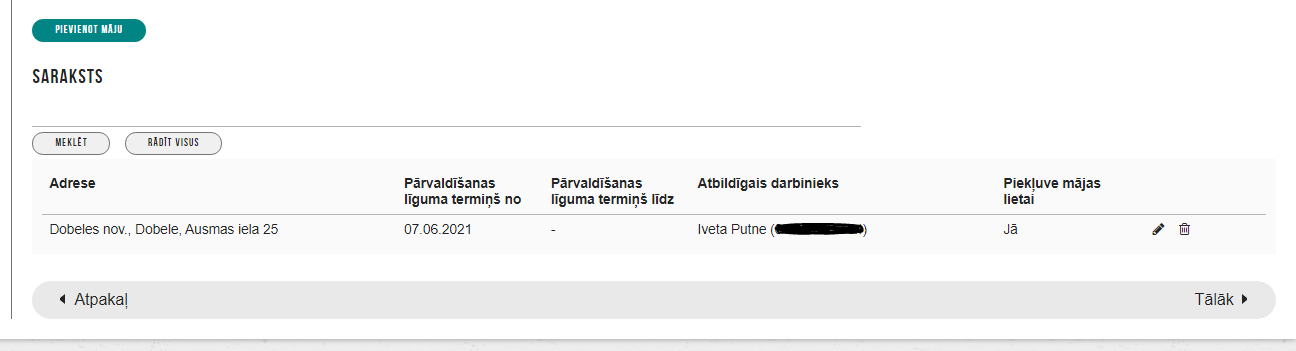 PIEVIENOT MĀJU
SARAKSTS
MEKLĒT RĀDĪT VISUS
Adrese Pārvaldīšanas līguma termiņš no Pārvaldīšanas līguma termiņš līdz Atbildīgais darbinieks Piekļuve mājas lietai
Dobeles nov., Dobele, Ausmas iela 25 07.06.2021 - Iveta Putne ( ) Jā
Atpakaļ Tālāk